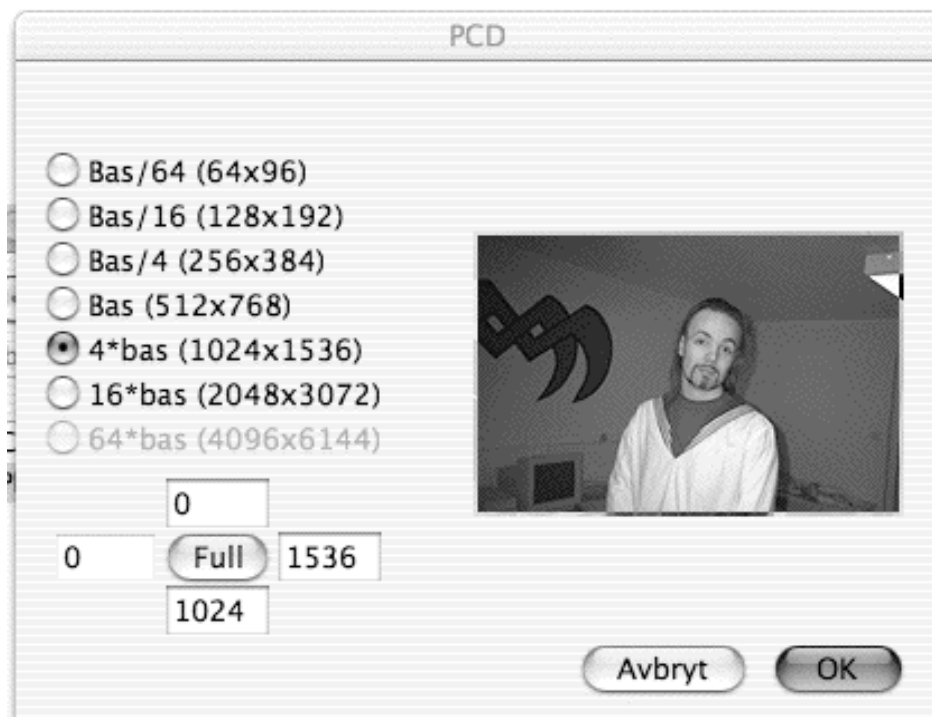 PCD
Bas/64 (64x96)
Bas/16 (128x192)
Bas/4 (256x384)
Bas (512x768)
4*bas (1024x1536)
16*bas (2048x3072)
64*bas (4096x6144)
0
0 Full 1536
1024
Avbryt OK